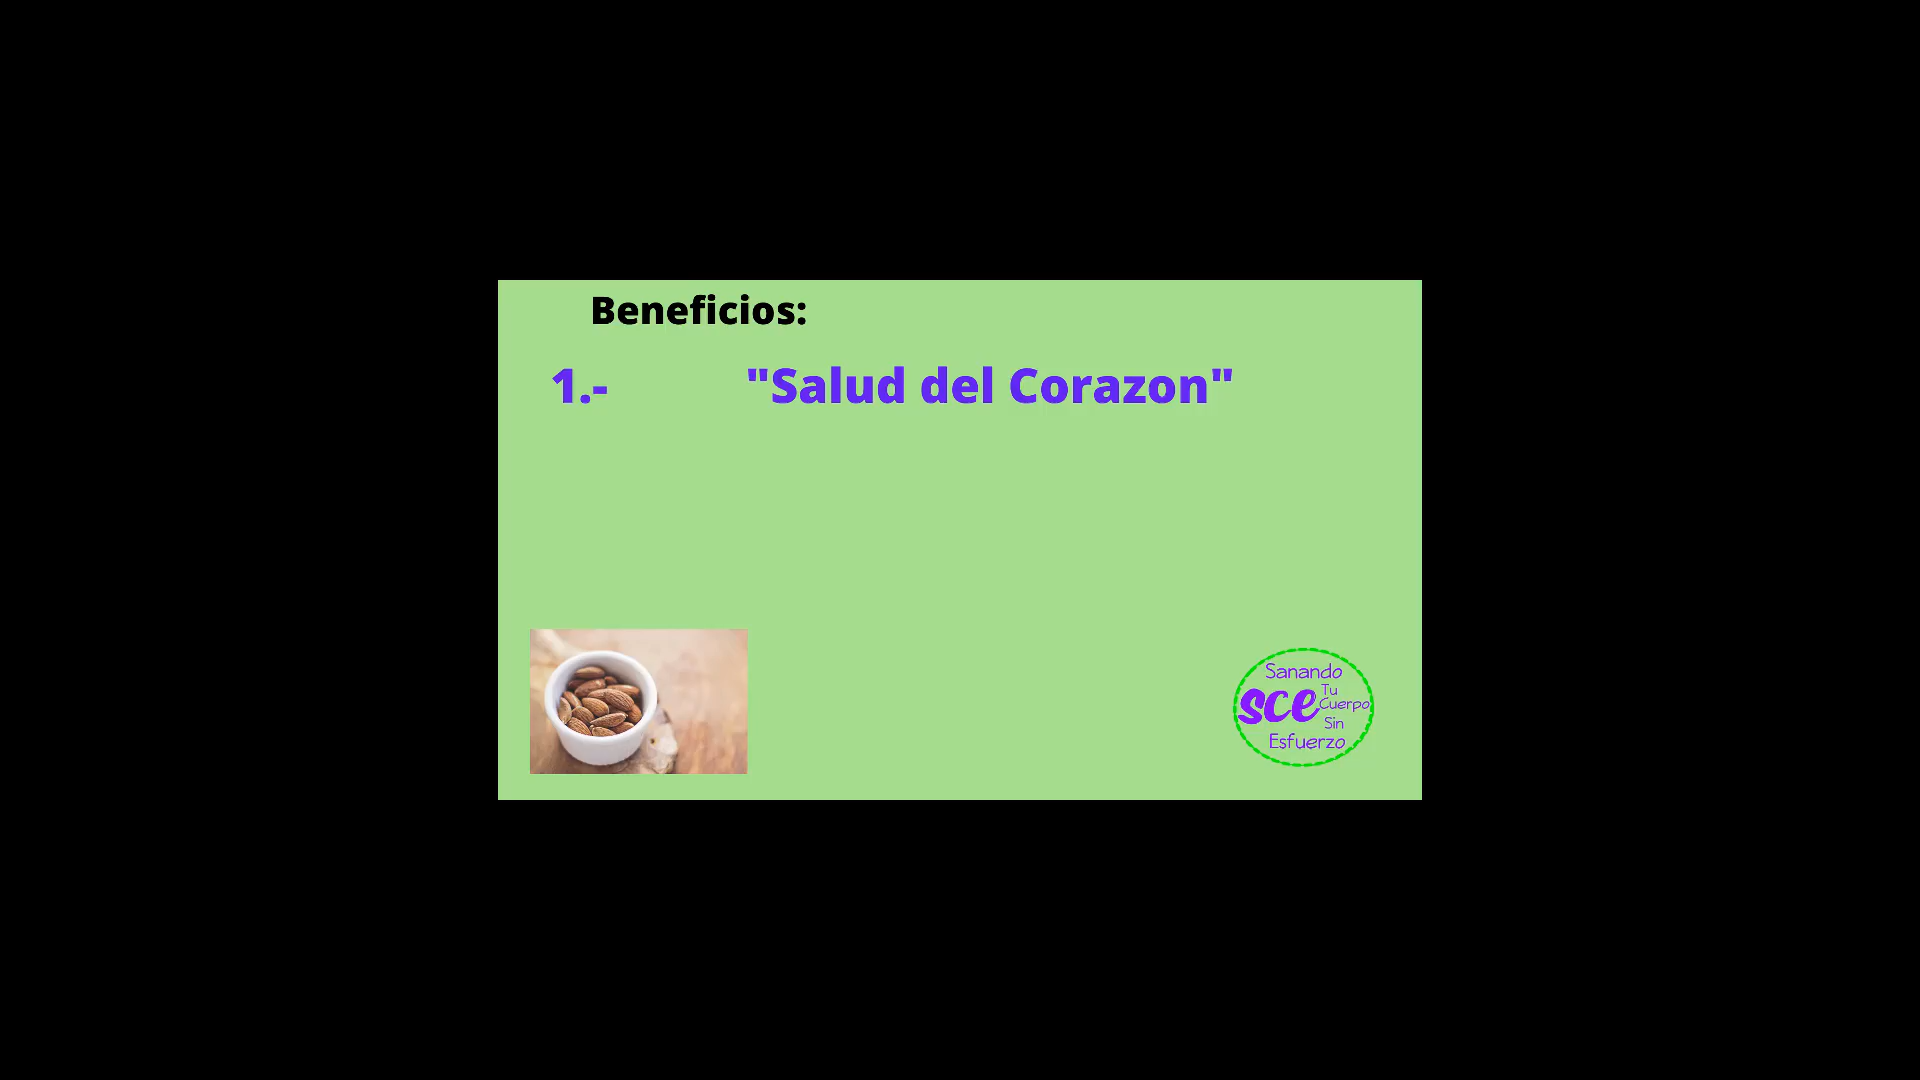 Beneficios:
1.- "Salud del Corazon"
Sanando
sce Tu
Cuerpo
Sin
Esfuerzo